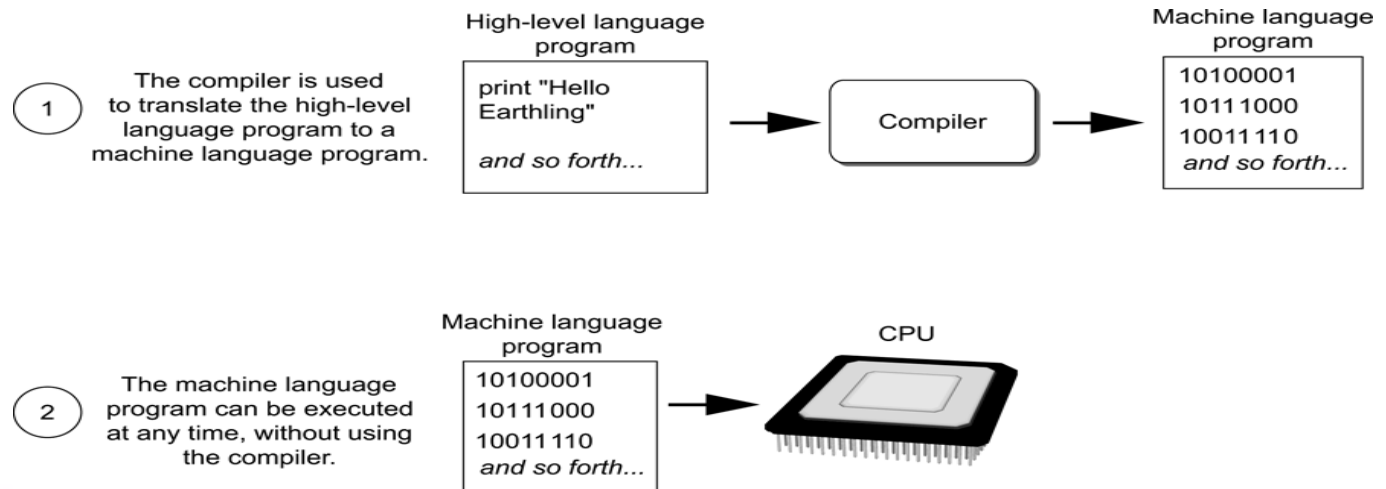 1
The compiler is used
to translate the high-level
language program to a
machine language program.
High-level language
program
print "Hello
Earthling"
and so forth...
Compiler
Machine language
program
10100001
10111000
10011110
and so forth...
2
The machine language
program can be executed
at any time, without using
the compiler.
Machine language
program
10100001
10111000
10011110
and so forth...
CPU